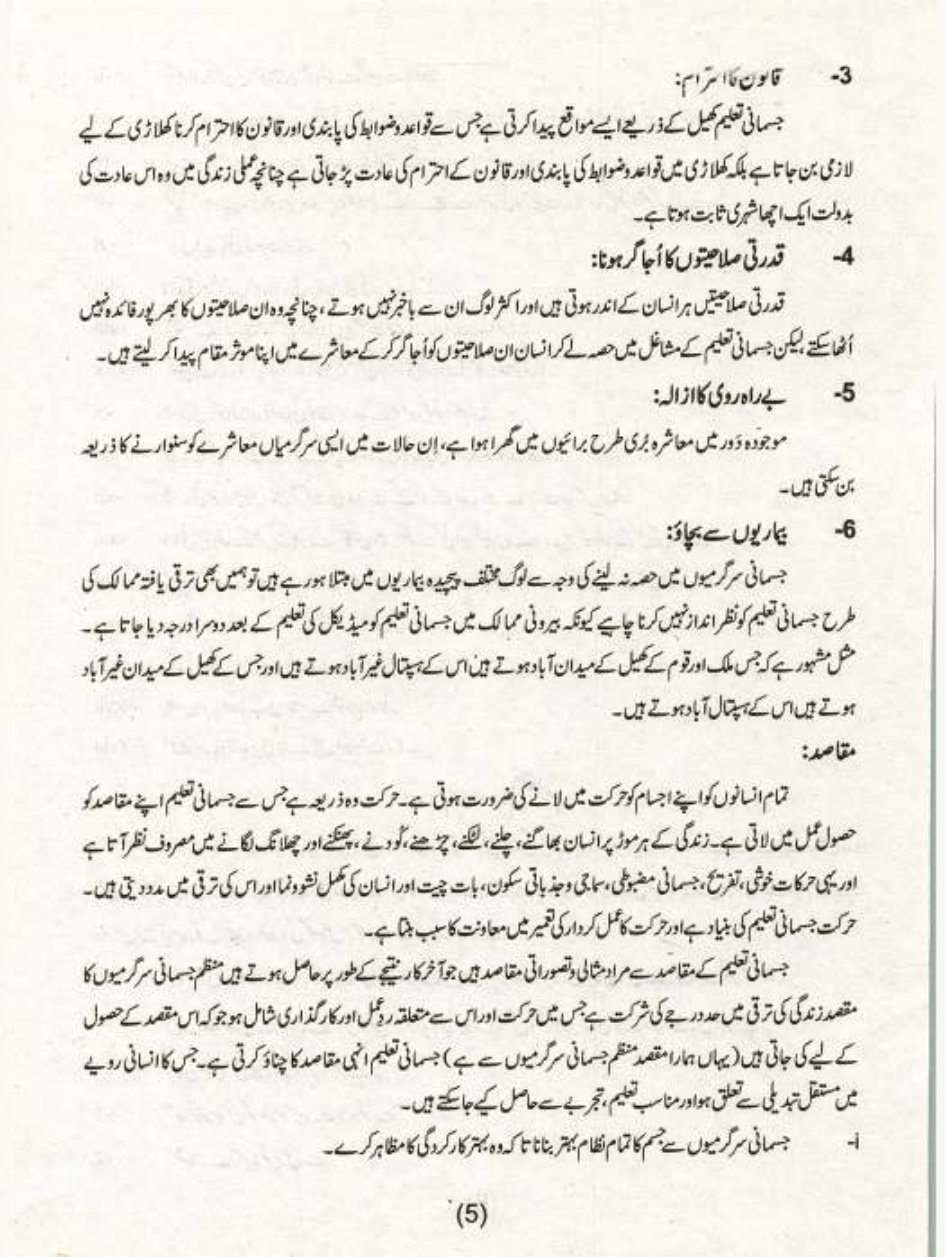 3- قانون کا احترام:
جسمانی تعلیم کھیل کے ذریعے ایسے مواقع پیدا کرتی ہے جس سے قواعد و ضوابط کی پابندی اور قانون کا احترام کرنا کھلاڑی کے لیے
لازمی بن جاتا ہے بلکہ کھلاڑی میں قواعد و ضوابط کی پابندی اور قانون کے احترام کی عادت پڑ جاتی ہے چنانچہ عملی زندگی میں وہ اس عادت کی
بدولت ایک اچھا شہری ثابت ہوتا ہے۔
4- قدرتی صلاحیتوں کا اُجاگر ہونا:
قدرتی صلاحیتیں ہر انسان کے اندر ہوتی ہیں اور اکثر لوگ ان سے باخبر نہیں ہوتے، چنانچہ وہ ان صلاحیتوں کا بھر پور فائدہ نہیں
اُٹھا سکتے لیکن جسمانی تعلیم کے مشاغل میں حصہ لے کر انسان ان صلاحیتوں کو اُجاگر کر کے معاشرے میں اپنا موثر مقام پیدا کر لیتے ہیں۔
5- بے راہ روی کا ازالہ:
موجودہ دَور میں معاشرہ بُری طرح برائیوں میں گھرا ہوا ہے، اِن حالات میں ایسی سرگرمیاں معاشرے کو سنوارنے کا ذریعہ
بن سکتی ہیں۔
6- بیماریوں سے بچاؤ:
جسمانی سرگرمیوں میں حصہ نہ لینے کی وجہ سے لوگ مختلف پیچیدہ بیماریوں میں مبتلا ہو رہے ہیں تو ہمیں بھی ترقی یافتہ ممالک کی
طرح جسمانی تعلیم کو نظر انداز نہیں کرنا چاہیے کیونکہ بیرونی ممالک میں جسمانی تعلیم کو میڈیکل کی تعلیم کے بعد دوسرا درجہ دیا جاتا ہے۔
مثل مشہور ہے کہ جس ملک اور قوم کے کھیل کے میدان آباد ہوتے ہیں اس کے ہسپتال غیر آباد ہوتے ہیں اور جس کے کھیل کے میدان غیر آباد
ہوتے ہیں اس کے ہسپتال آباد ہوتے ہیں۔
مقاصد:
تمام انسانوں کو اپنے اجسام کو حرکت میں لانے کی ضرورت ہوتی ہے۔ حرکت وہ ذریعہ ہے جس سے جسمانی تعلیم اپنے مقاصد کو
حصول عمل میں لاتی ہے۔ زندگی کے ہر موڑ پر انسان بھاگنے، چلنے، لٹکنے، چڑھنے، کُودنے، پھینکنے اور چھلانگ لگانے میں مصروف نظر آتا ہے
اور یہی حرکات خوشی، تفریح، جسمانی مضبوطی، سماجی و جذباتی سکون، بات چیت اور انسان کی مکمل نشوونما اور اس کی ترقی میں مدد دیتی ہیں۔
حرکت جسمانی تعلیم کی بنیاد ہے اور حرکت کا عمل کردار کی تعمیر میں معاونت کا سبب بنتا ہے۔
جسمانی تعلیم کے مقاصد سے مراد مثالی و تصوراتی مقاصد ہیں جو آخر کار نتیجے کے طور پر حاصل ہوتے ہیں منظم جسمانی سرگرمیوں کا
مقصد زندگی کی ترقی میں حد درجے کی شرکت ہے جس میں حرکت اور اس سے متعلقہ ردِعمل اور کارگذاری شامل ہو جو کہ اس مقصد کے حصول
کے لیے کی جاتی ہیں (یہاں ہمارا مقصد منظم جسمانی سرگرمیوں سے ہے) جسمانی تعلیم انہی مقاصد کا چناؤ کرتی ہے۔ جس کا انسانی رویے
میں مستقل تبدیلی سے تعلق ہو اور مناسب تعلیم، تجربے سے حاصل کیے جا سکتے ہیں۔
i- جسمانی سرگرمیوں سے جسم کا تمام نظام بہتر بنانا تا کہ وہ بہتر کارکردگی کا مظاہر کرے۔
(5)